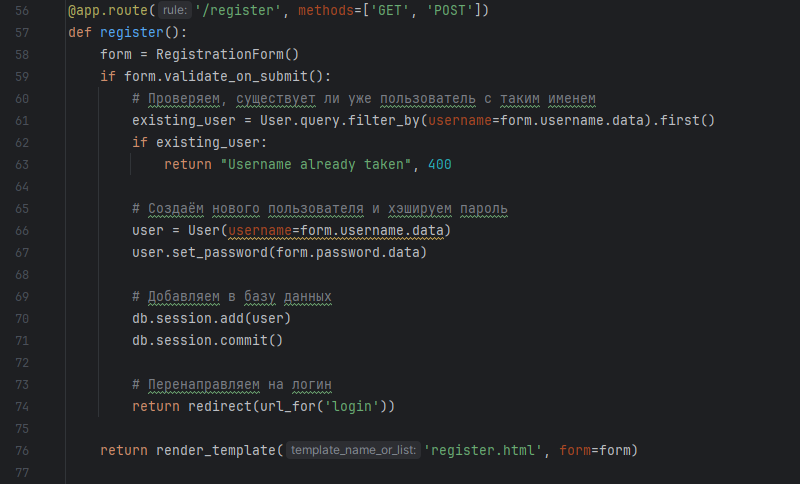 56 @app.route( rule: '/register', methods=['GET', 'POST'])
57 def register():
58     form = RegistrationForm()
59     if form.validate_on_submit():
60         # Проверяем, существует ли уже пользователь с таким именем
61         existing_user = User.query.filter_by(username=form.username.data).first()
62         if existing_user:
63             return "Username already taken", 400
64
65         # Создаём нового пользователя и хэшируем пароль
66         user = User(username=form.username.data)
67         user.set_password(form.password.data)
68
69         # Добавляем в базу данных
70         db.session.add(user)
71         db.session.commit()
72
73         # Перенаправляем на логин
74         return redirect(url_for('login'))
75
76     return render_template( template_name_or_list: 'register.html', form=form)
77